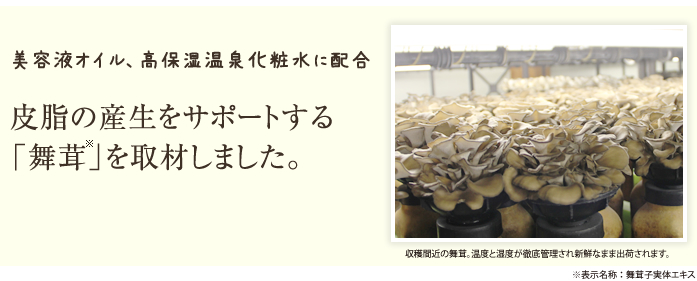 美容液オイル、高保湿温泉化粧水に配合
皮脂の産生をサポートする
「舞茸※」を取材しました。
収穫間近の舞茸。温度と湿度が徹底管理され新鮮なまま出荷されます。
※表示名称：舞茸子実体エキス